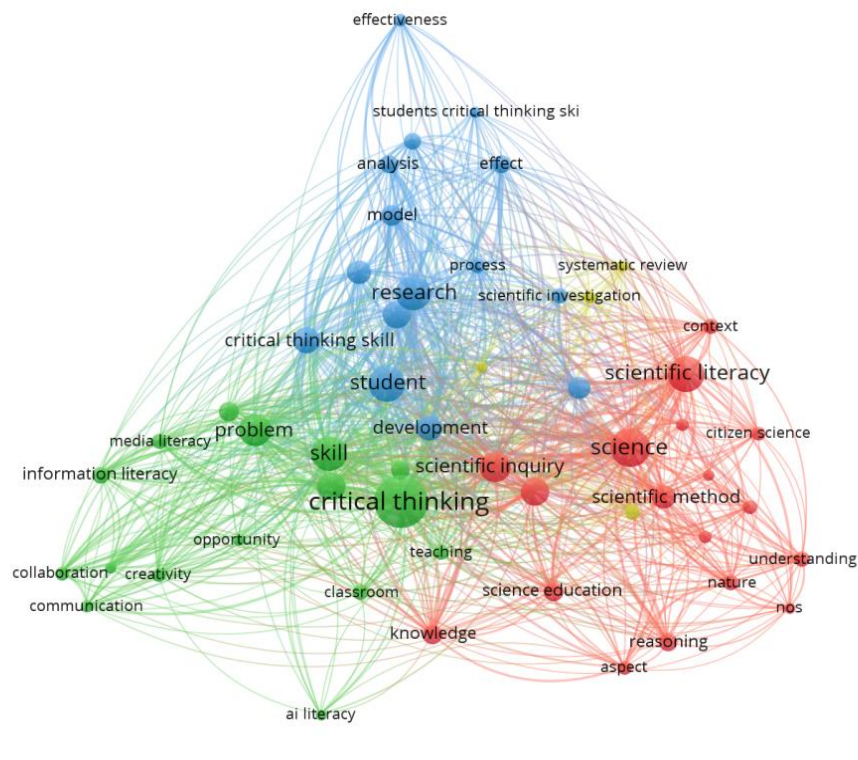 effectiveness
students critical thinking ski
analysis
effect
model
process
systematic review
research
scientific investigation
context
critical thinking skill
scientific literacy
student
development
problem
citizen science
media literacy
skill
science
scientific inquiry
information literacy
critical thinking
scientific method
opportunity
teaching
understanding
collaboration
creativity
nature
classroom
science education
communication
nos
knowledge
reasoning
aspect
ai literacy